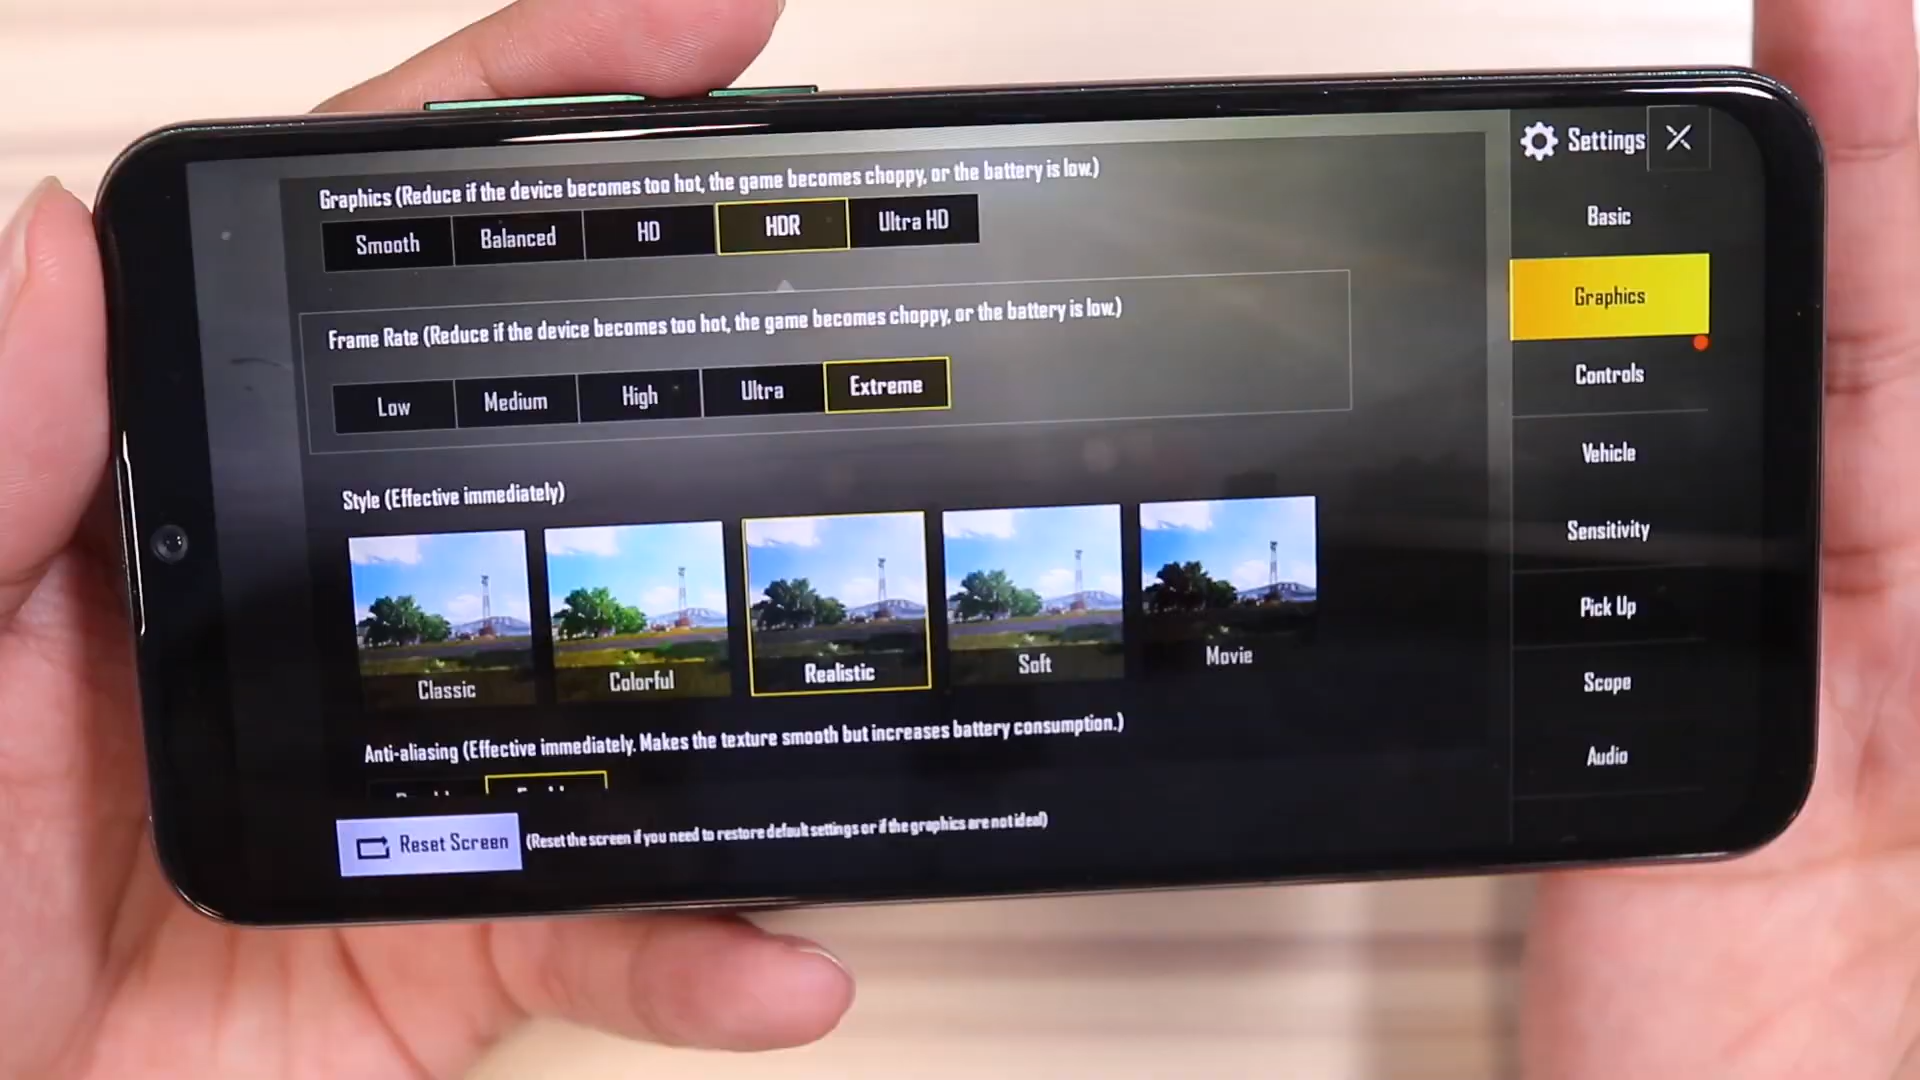 Graphics (Reduce if the device becomes too hot, the game becomes choppy, or the battery is low.)
Smooth Balanced HD HDR Ultra HD
Frame Rate (Reduce if the device becomes too hot, the game becomes choppy, or the battery is low.)
Low Medium High Ultra Extreme
Style (Effective immediately)
Classic Colorful Realistic Soft Movie
Anti-aliasing (Effective immediately. Makes the texture smooth but increases battery consumption.)
Reset Screen (Reset the screen if you need to restore default settings or if the graphics are not ideal)
Settings
Basic
Graphics
Controls
Vehicle
Sensitivity
Pick Up
Scope
Audio